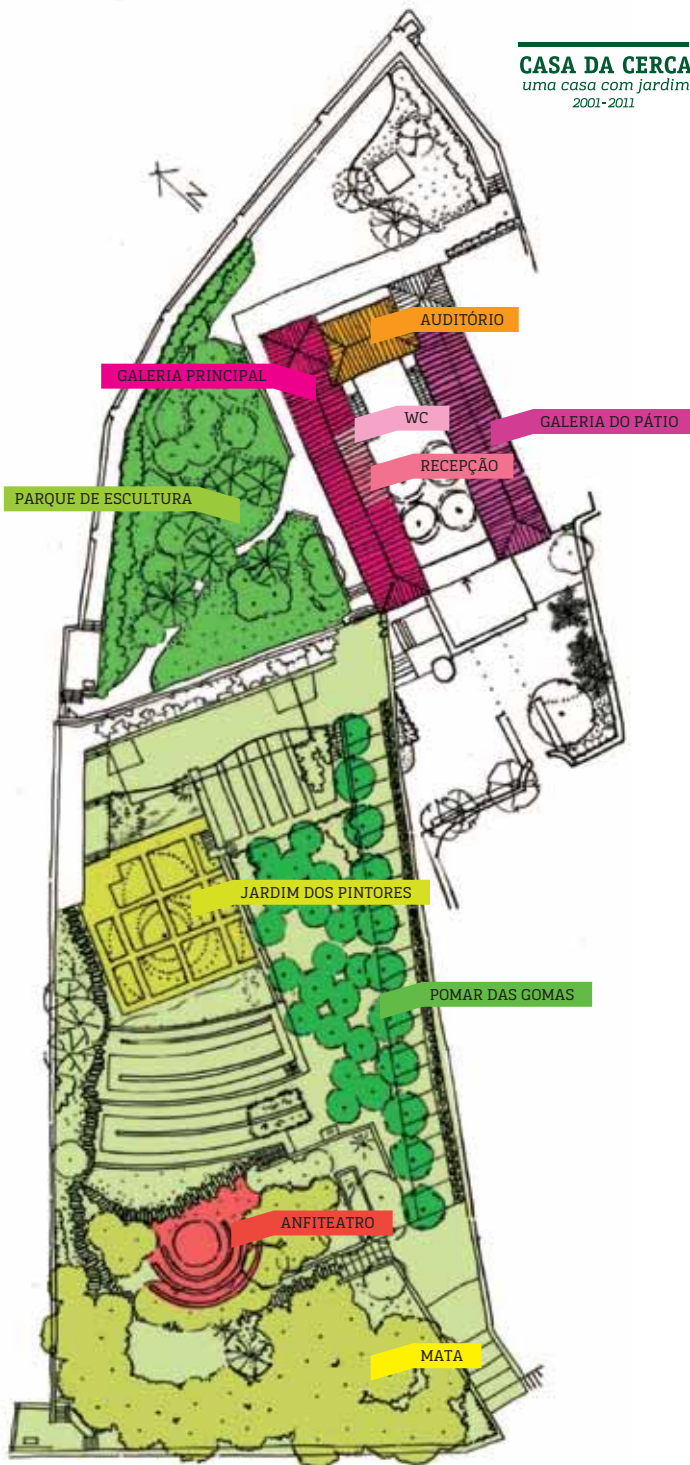 CASA DA CERCA
uma casa com jardim
2001-2011
N
AUDITÓRIO
GALERIA PRINCIPAL
WC
GALERIA DO PÁTIO
RECEPÇÃO
PARQUE DE ESCULTURA
JARDIM DOS PINTORES
POMAR DAS GOMAS
ANFITEATRO
MATA